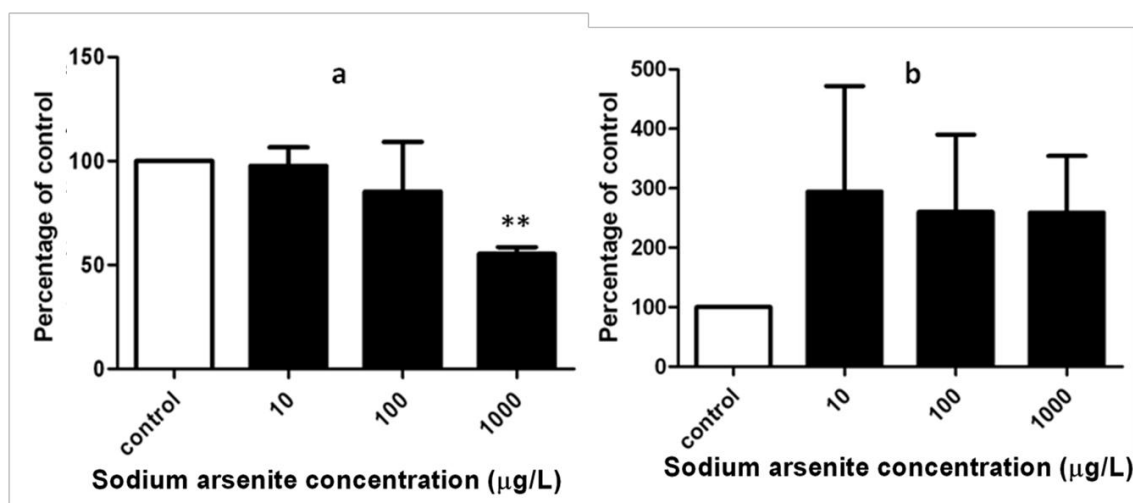 a
Percentage of control
150
100
50
0
control
10
100
1000
**
Sodium arsenite concentration (μg/L)
b
Percentage of control
500
400
300
200
100
0
control
10
100
1000
Sodium arsenite concentration (μg/L)